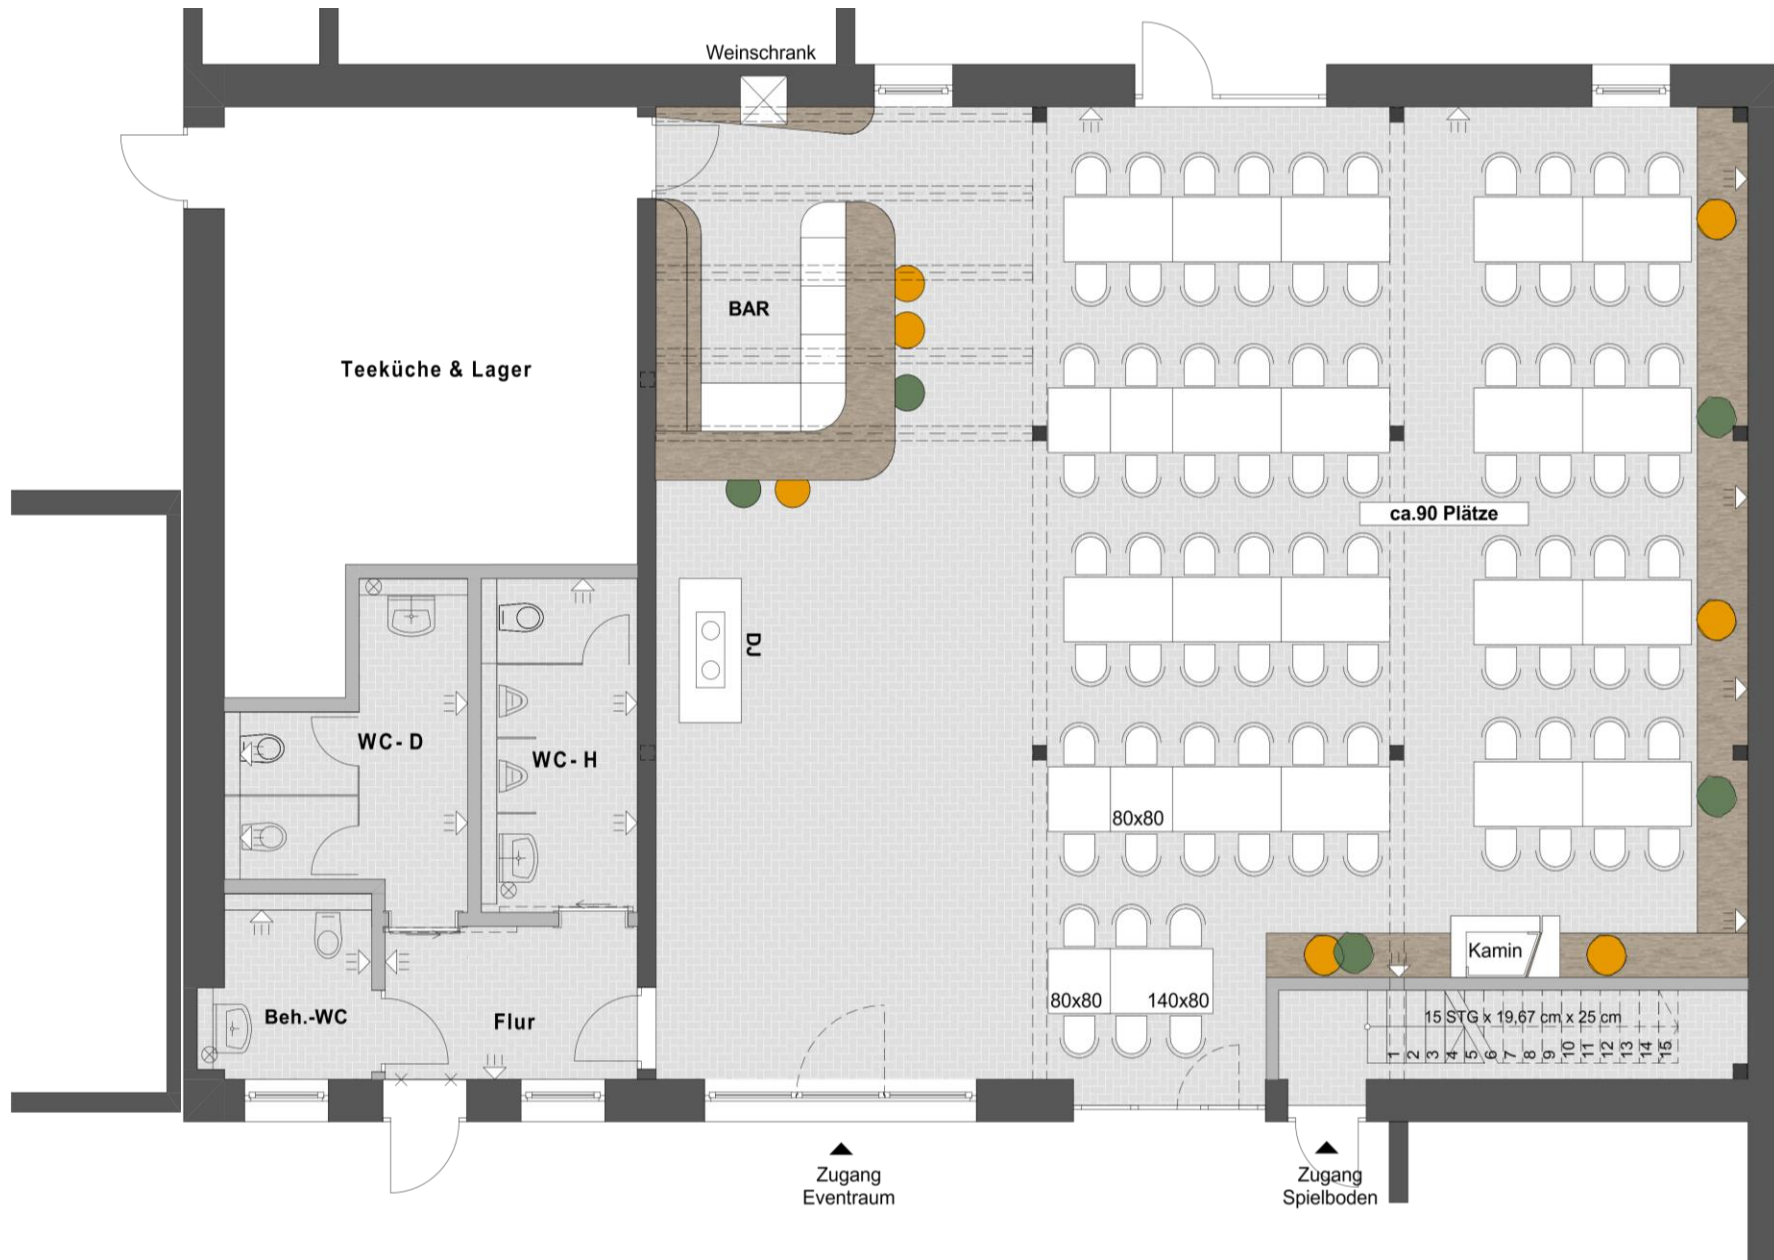 Weinschrank
BAR
Teeküche & Lager
ca.90 Plätze
DJ
WC- D
WC- H
80x80
Kamin
80x80
140x80
Beh.-WC
Flur
15 STG x 19,67 cm x 25 cm
1
2
3
4
5
6
7
8
9
10
11
12
13
14
15
Zugang
Eventraum
Zugang
Spielboden